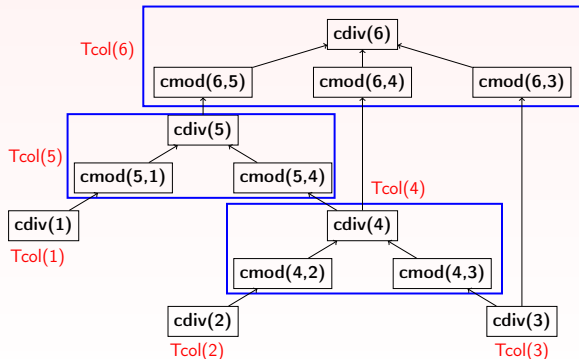 cdiv(6)
Tcol(6)
cmod(6,5) cmod(6,4) cmod(6,3)
cdiv(5)
Tcol(5)
cmod(5,1) cmod(5,4) Tcol(4)
cdiv(1) cdiv(4)
Tcol(1)
cmod(4,2) cmod(4,3)
cdiv(2) cdiv(3)
Tcol(2) Tcol(3)